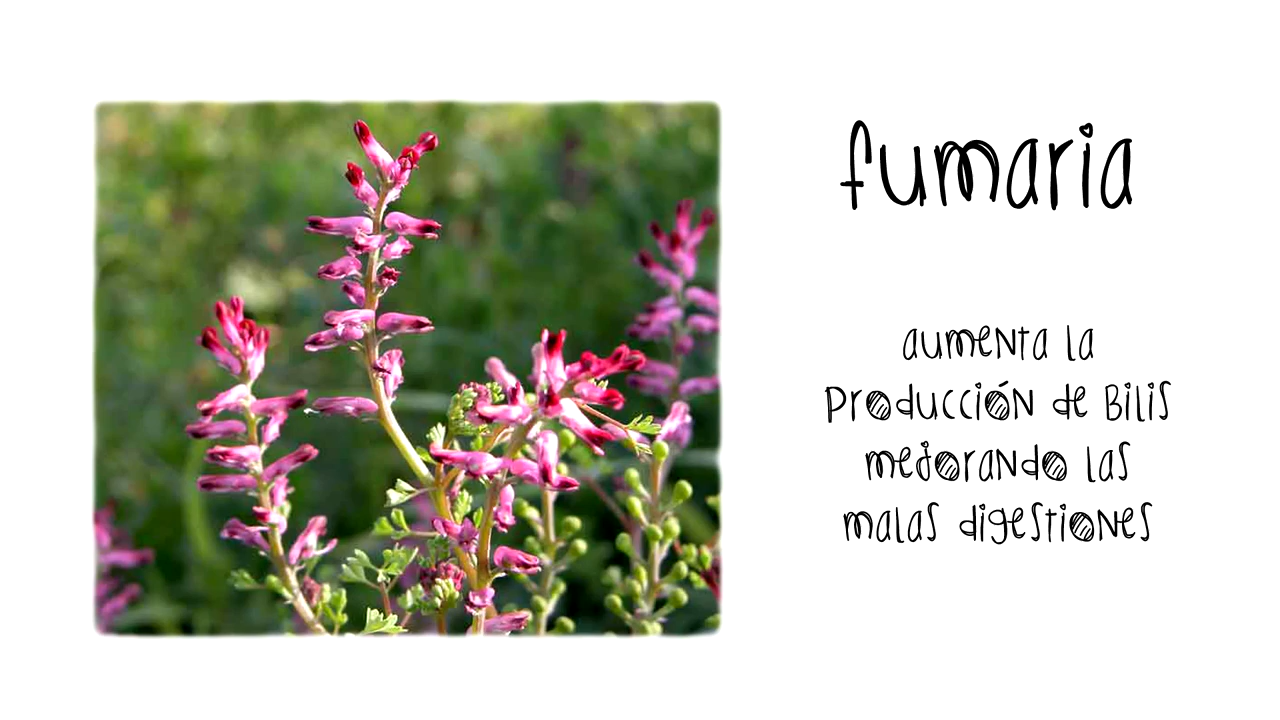 fumaria
aumenta la
Producción de Bilis
mejorando las
malas digestiones